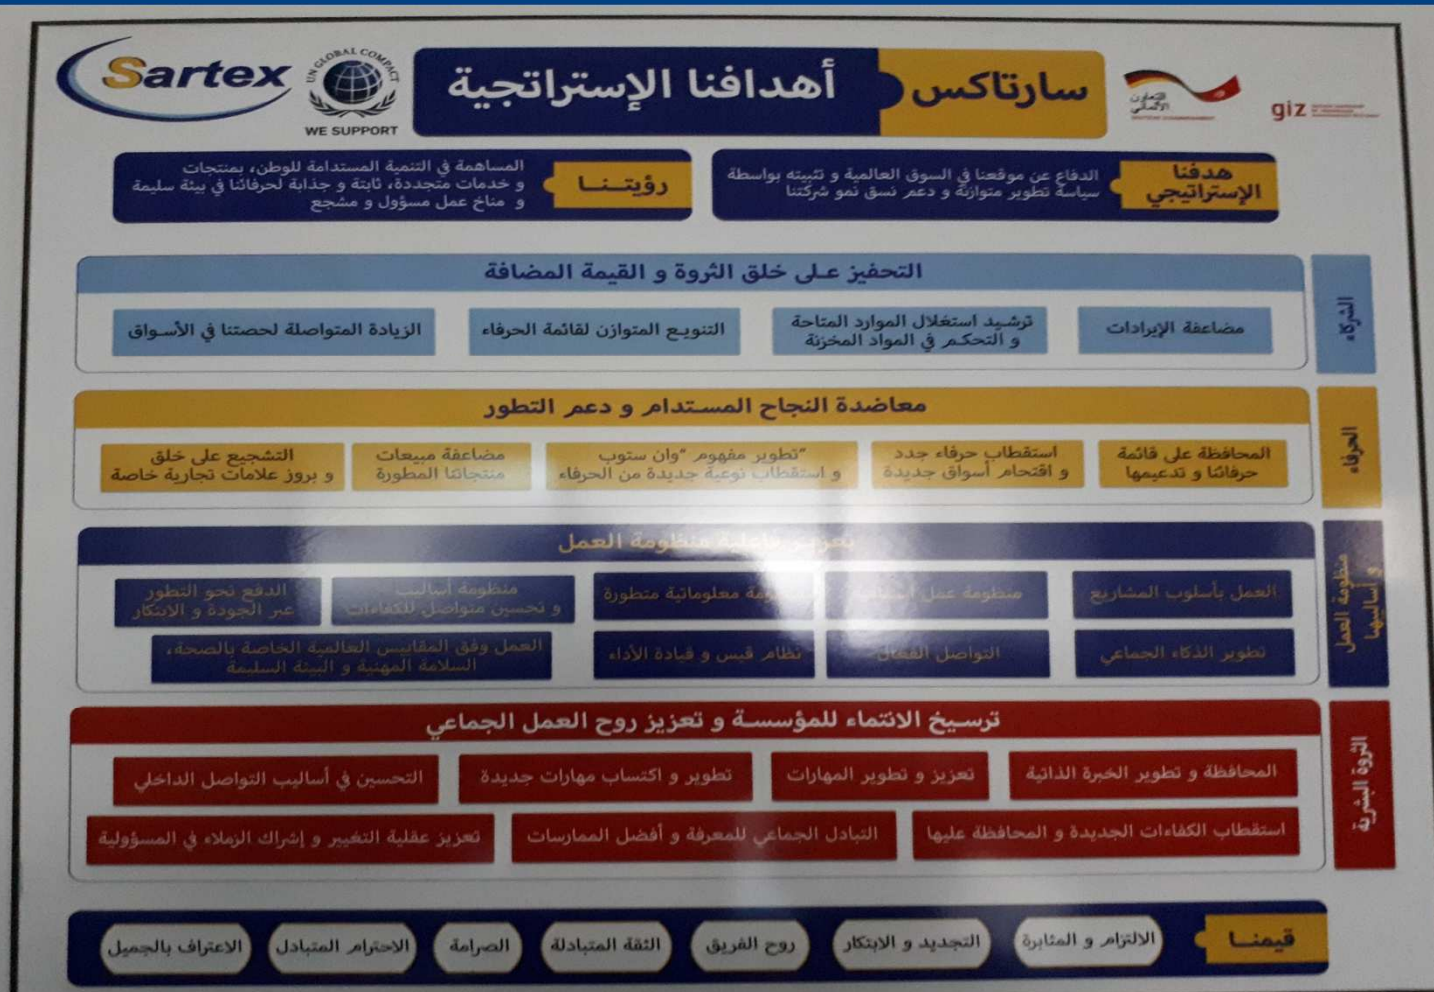 Sartex
UN GLOBAL COMPACT
WE SUPPORT
سارتاكس
أهدافنا الإستراتجية
التعاون
الألماني
giz
هدفنا
الإستراتيجي
الدفاع عن موقعنا في السوق العالمية و تثبيته بواسطة
سياسة تطوير متوازنة و دعم نسق نمو شركتنا
رؤيتنا
المساهمة في التنمية المستدامة للوطن، بمنتجات
و خدمات متجددة، ثابتة و جذابة لحرفائنا في بيئة سليمة
و مناخ عمل مسؤول و مشجع
الشركاء
التحفيز على خلق الثروة و القيمة المضافة
مضاعفة الإيرادات
ترشيد استغلال الموارد المتاحة
و التحكم في المواد المخزنة
التنويع المتوازن لقائمة الحرفاء
الزيادة المتواصلة لحصتنا في الأسواق
الحرفاء
معاضدة النجاح المستدام و دعم التطور
المحافظة على قائمة
حرفائنا و تدعيمها
استقطاب حرفاء جدد
و اقتحام أسواق جديدة
"تطوير مفهوم "وان ستوب
و استقطاب نوعية جديدة من الحرفاء
مضاعفة مبيعات
منتجاتنا المطورة
التشجيع على خلق
و بروز علامات تجارية خاصة
منظومة العمل
و أساليبها
منظومة العمل
العمل بأسلوب المشاريع
منظومة عمل
معلوماتية متطورة
منظومة أساليب
و تحسين متواصل للكفاءات
الدفع نحو التطور
عبر الجودة و الابتكار
تطوير الذكاء الجماعي
التواصل الفعال
نظام قيس و قيادة الأداء
العمل وفق المقاييس العالمية الخاصة بالصحة،
السلامة المهنية و البيئة السليمة
الثروة البشرية
ترسيخ الانتماء للمؤسسة و تعزيز روح العمل الجماعي
المحافظة و تطوير الخبرة الذاتية
تعزيز و تطوير المهارات
تطوير و اكتساب مهارات جديدة
التحسين في أساليب التواصل الداخلي
استقطاب الكفاءات الجديدة و المحافظة عليها
التبادل الجماعي للمعرفة و أفضل الممارسات
تعزيز عقلية التغيير و إشراك الزملاء في المسؤولية
قيمنا
الالتزام و المثابرة
التجديد و الابتكار
روح الفريق
الثقة المتبادلة
الصرامة
الاحترام المتبادل
الاعتراف بالجميل